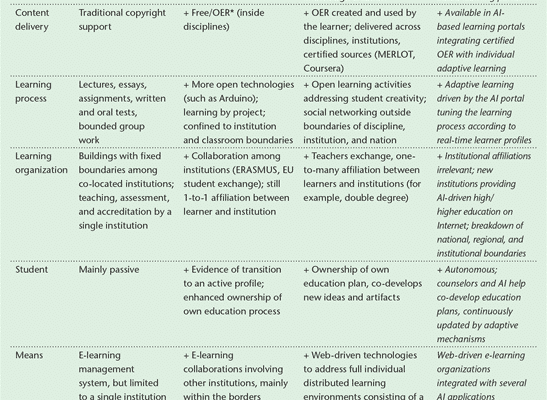 Content
delivery
Traditional copyright
support
+ Free/OER* (inside
disciplines)
+ OER created and used by
the learner; delivered across
disciplines, institutions,
certified sources (MERLOT,
Coursera)
+ Available in AI-
based learning portals
integrating certified
OER with individual
adaptive learning
Learning
process
Lectures, essays,
assignments, written
and oral tests,
bounded group
work
+ More open technologies
(such as Arduino);
learning by project;
confined to institution
and classroom boundaries
+ Open learning activities
addressing student creativity;
social networking outside
boundaries of discipline,
institution, and nation
+ Adaptive learning
driven by the AI portal
tuning the learning
process according to
real-time learner profiles
Learning
organization
Buildings with fixed
boundaries among
co-located institutions;
teaching, assessment,
and accreditation by a
single institution
+ Collaboration among
institutions (ERASMUS, EU
student exchange); still
1-to-1 affiliation between
learner and institution
+ Teachers exchange, one-
to-many affiliation between
learners and institutions (for
example, double degree)
+ Institutional affiliations
irrelevant; new
institutions providing
AI-driven high/
higher education on
Internet; breakdown of
national, regional, and
institutional boundaries
Student
Mainly passive
+ Evidence of transition
to an active profile;
enhanced ownership of
own education process
+ Ownership of own
education plan, co-develops
new ideas and artifacts
+ Autonomous;
counselors and AI help
co-develop education
plans, continuously
updated by adaptive
mechanisms
Means
E-learning
management
system, but limited
to a single institution
+ E-learning
collaborations involving
other institutions, mainly
within the borders
+ Web-driven technologies
to address full individual
distributed learning
environments consisting of a
Web-driven e-learning
organizations
integrated with several
AI applications